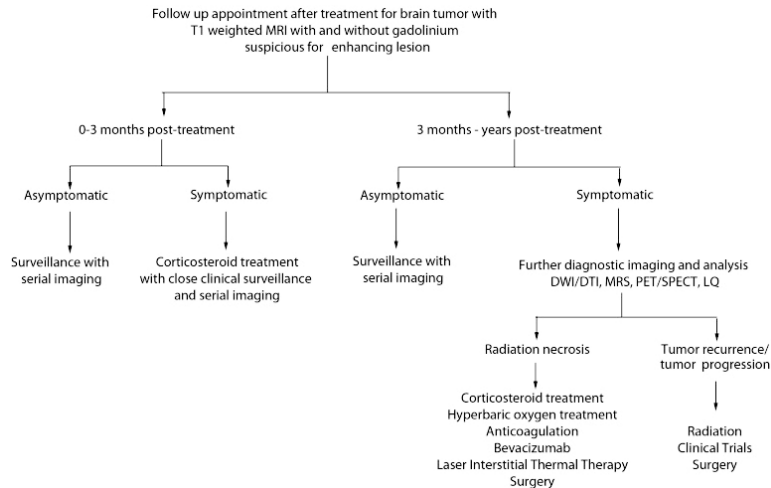 Follow up appointment after treatment for brain tumor with
T1 weighted MRI with and without gadolinium
suspicious for enhancing lesion
0-3 months post-treatment
3 months - years post-treatment
Asymptomatic
Symptomatic
Asymptomatic
Symptomatic
Surveillance with
serial imaging
Corticosteroid treatment
with close clinical surveillance
and serial imaging
Surveillance with
serial imaging
Further diagnostic imaging and analysis
DWI/DTI, MRS, PET/SPECT, LQ
Radiation necrosis
Tumor recurrence/
tumor progression
Corticosteroid treatment
Hyperbaric oxygen treatment
Anticoagulation
Bevacizumab
Laser Interstitial Thermal Therapy
Surgery
Radiation
Clinical Trials
Surgery